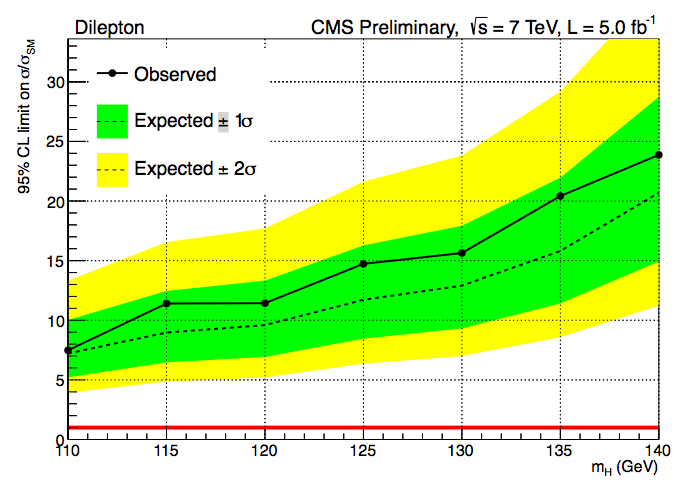 Dilepton
CMS Preliminary, √s = 7 TeV, L = 5.0 fb⁻¹
95% CL limit on σ/σSM
30
25
20
15
10
5
0
Observed
Expected ± 1σ
Expected ± 2σ
110 115 120 125 130 135 140
mH (GeV)